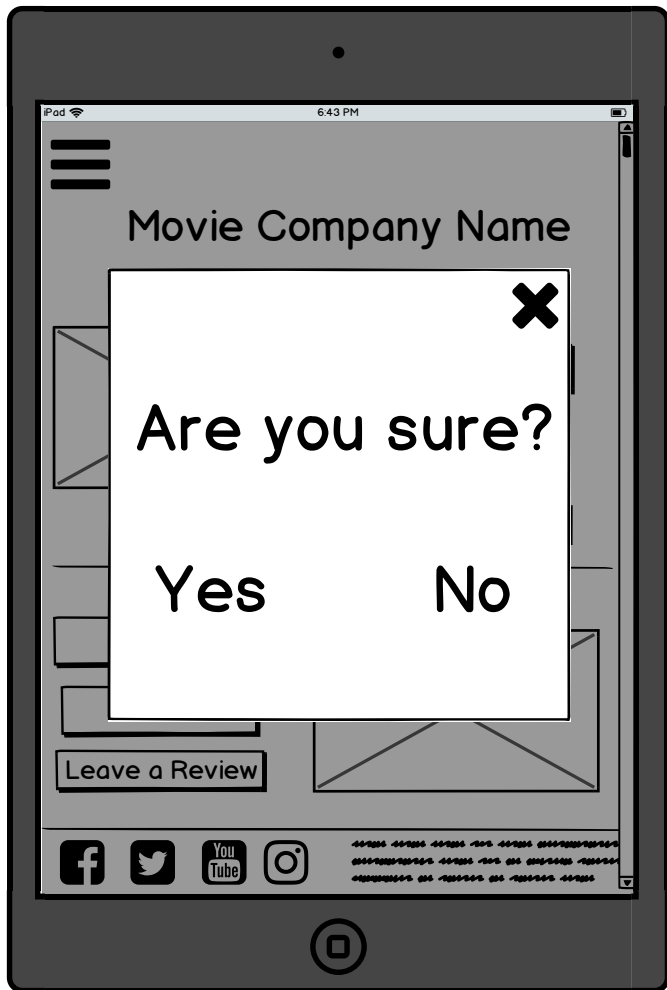 iPad 6:43 PM
Movie Company Name
Are you sure?
Yes No
Leave a Review
You
Tube